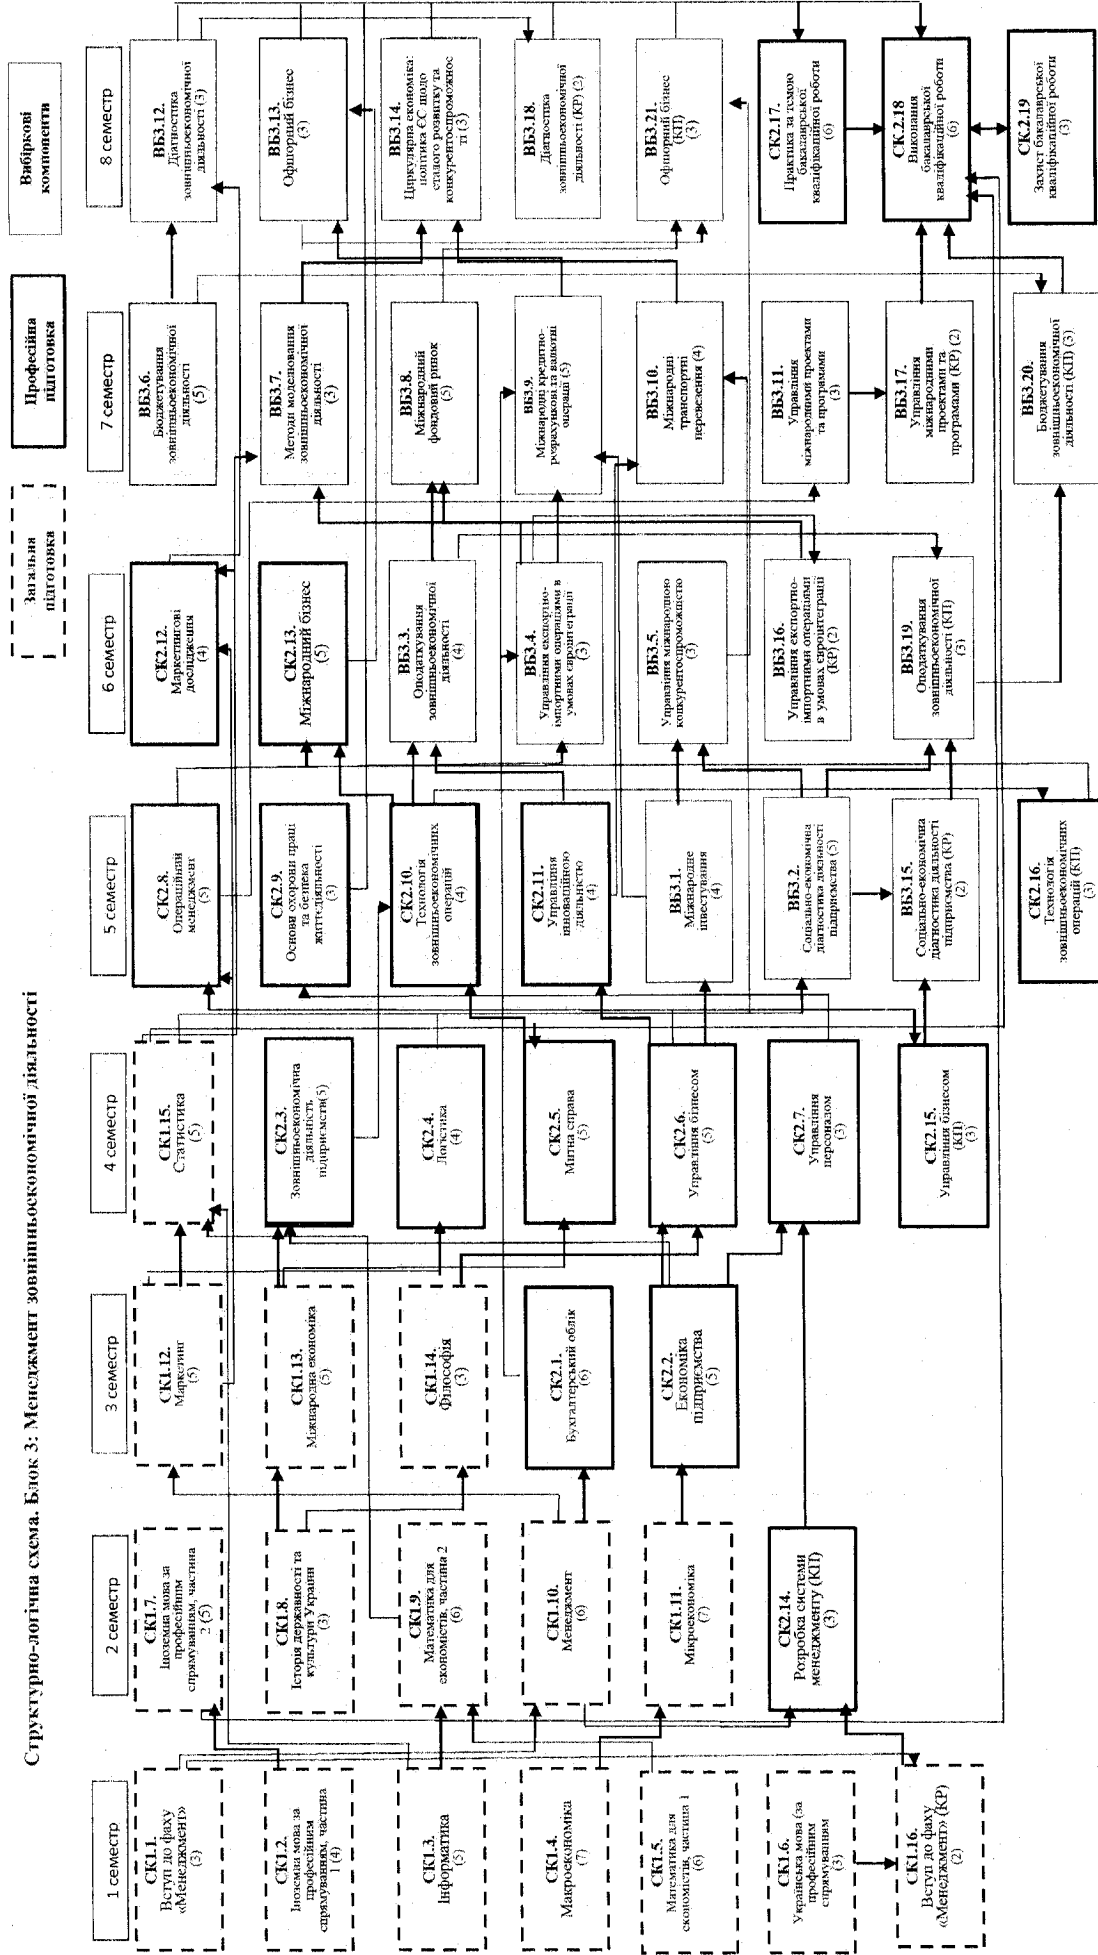 Структурно-логічна схема. Блок 3: Менеджмент зовнішньоекономічної діяльності
Загальна
підготовка
Професійна
підготовка
Вибіркові
компоненти
1 семестр
СК1.1.
Вступ до фаху
«Менеджмент»
(3)
СК1.2.
Іноземна мова за
професійним
спрямуванням, частина
1 (4)
СК1.3.
Інформатика
(5)
СК1.4.
Макроекономіка
(7)
СК1.5.
Математика для
економістів, частина 1
(6)
СК1.6.
Українська мова (за
професійним
спрямуванням)
(3)
СК1.16.
Вступ до фаху
«Менеджмент» (КР)
(2)
2 семестр
СК1.7.
Іноземна мова за
професійним
спрямуванням, частина
2 (5)
СК1.8.
Історія державності та
культури України
(3)
СК1.9.
Математика для
економістів, частина 2
(6)
СК1.10.
Менеджмент
(6)
СК1.11.
Мікроекономіка
(7)
СК2.14.
Розробка системи
менеджменту (КП)
(3)
3 семестр
СК1.12.
Маркетинг
(5)
СК1.13.
Міжнародна економіка
(5)
СК1.14.
Філософія
(3)
СК2.1.
Бухгалтерський облік
(6)
СК2.2.
Економіка
підприємства
(5)
4 семестр
СК1.15.
Статистика
(5)
СК2.3.
Зовнішньоекономічна
діяльність
підприємств(5)
СК2.4.
Логістика
(4)
СК2.5.
Митна справа
(5)
СК2.6.
Управління бізнесом
(5)
СК2.7.
Управління
персоналом
(3)
СК2.15.
Управління бізнесом
(КП)
(3)
5 семестр
СК2.8.
Операційний
менеджмент
(5)
СК2.9.
Основи охорони праці
та безпека
життєдіяльності
(3)
СК2.10.
Технологія
зовнішньоекономічних
операцій
(4)
СК2.11.
Управління
інноваційною
діяльністю
(4)
ВБ3.1.
Міжнародне
інвестування
(4)
ВБ3.2.
Соціально-економічна
діагностика діяльності
підприємства (5)
ВБ3.15.
Соціально-економічна
діагностика діяльності
підприємства (КР)
(2)
СК2.16.
Технологія
зовнішньоекономічних
операцій (КП)
(3)
6 семестр
СК2.12.
Маркетингові
дослідження
(4)
СК2.13.
Міжнародний бізнес
(5)
ВБ3.3.
Оподаткування
зовнішньоекономічної
діяльності
(4)
ВБ3.4.
Управління експортно-
імпортними операціями в
умовах євроінтеграції
(3)
ВБ3.5.
Управління міжнародною
конкурентоспроможністю
(3)
ВБ3.16.
Управління експортно-
імпортними операціями
в умовах євроінтеграції
(КР) (2)
ВБ3.19.
Оподаткування
зовнішньоекономічної
діяльності (КП)
(3)
7 семестр
ВБ3.6.
Бюджетування
зовнішньоекономічної
діяльності
(5)
ВБ3.7.
Методи моделювання
зовнішньоекономічної
діяльності
(3)
ВБ3.8.
Міжнародний
фондовий ринок
(5)
ВБ3.9.
Міжнародні кредитно-
розрахункові та валютні
операції (5)
ВБ3.10.
Міжнародні
транспортні
перевезення (4)
ВБ3.11.
Управління
міжнародними проектами
та програмами
(3)
ВБ3.17.
Управління
міжнародними
проектами та
програмами (КР) (2)
ВБ3.20.
Бюджетування
зовнішньоекономічної
діяльності (КП) (3)
8 семестр
ВБ3.12.
Діагностика
зовнішньоекономічної
діяльності (3)
ВБ3.13.
Офшорний бізнес
(3)
ВБ3.14.
Циркулярна економіка:
політика ЄС щодо
сталого розвитку та
конкурентоспроможнос
ті (3)
ВБ3.18.
Діагностика
зовнішньоекономічної
діяльності (КР) (2)
ВБ3.21.
Офшорний бізнес
(КП)
(3)
СК2.17.
Практика за темою
бакалаврської
кваліфікаційної роботи
(6)
СК2.18
Виконання
бакалаврської
кваліфікаційної роботи
(6)
СК2.19
Захист бакалаврської
кваліфікаційної роботи
(3)